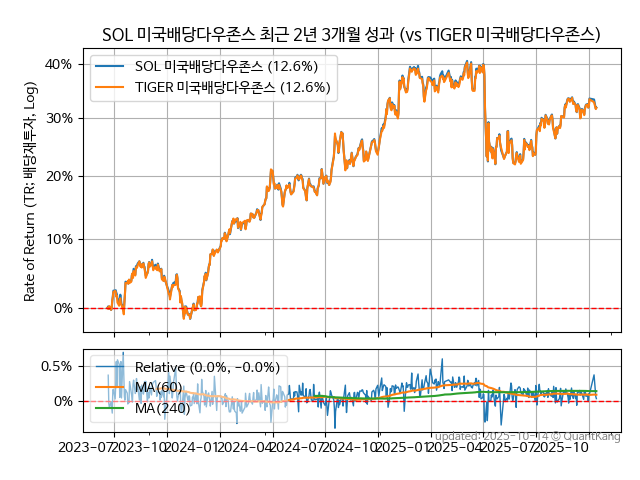 SOL 미국배당다우존스 최근 2년 3개월 성과 (vs TIGER 미국배당다우존스)
40%
30%
20%
10%
0%
Rate of Return (TR: 배당재투자, Log)
SOL 미국배당다우존스 (12.6%)
TIGER 미국배당다우존스 (12.6%)
0.5%
0%
Relative (0.0%, −0.0%)
MA(60)
MA(240)
updated: 2025-10-14 © QuantKang
2023-07 2023-10 2024-01 2024-04 2024-07 2024-10 2025-01 2025-04 2025-07 2025-10